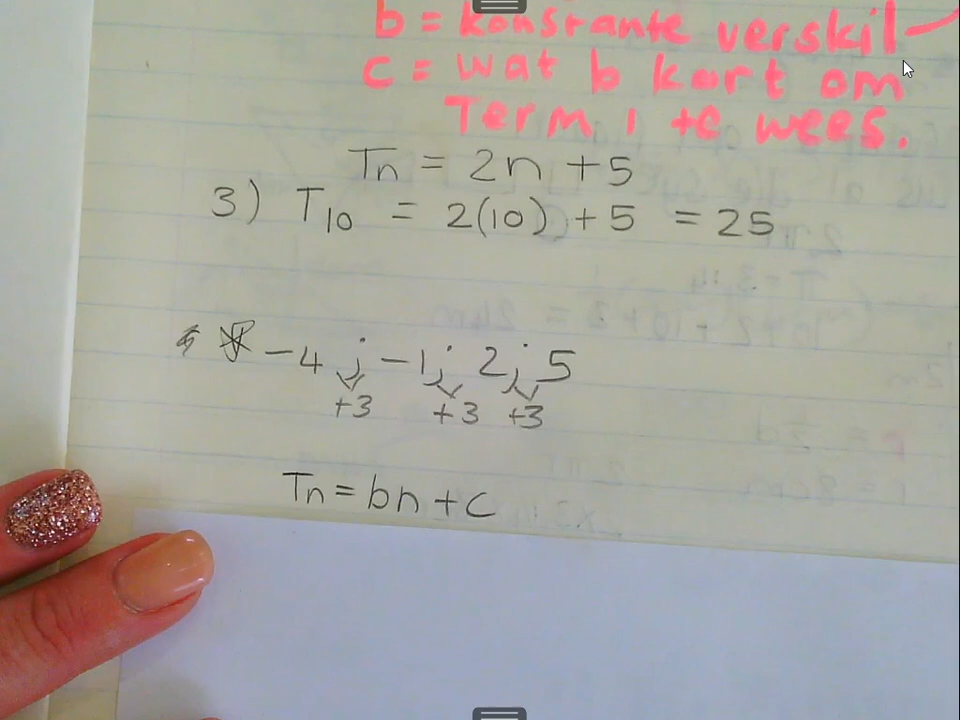 b = konstante verskil
c = wat b kort om
Term 1 te wees.
Tn = 2n + 5
3) T10 = 2(10) + 5 = 25
-4 ; -1 ; 2 ; 5
+3 +3 +3
Tn = bn + c